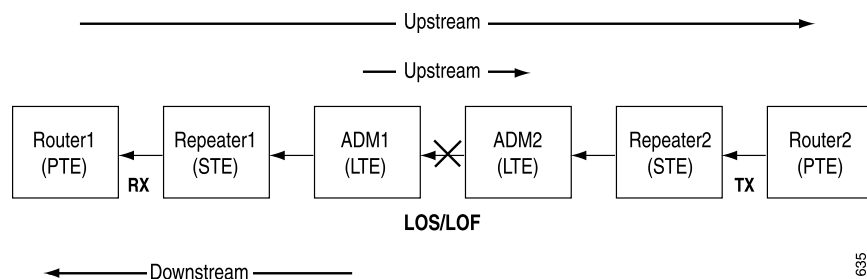 Upstream
Upstream
Router1
(PTE)
Repeater1
(STE)
ADM1
(LTE)
ADM2
(LTE)
Repeater2
(STE)
Router2
(PTE)
RX
TX
LOS/LOF
Downstream
635